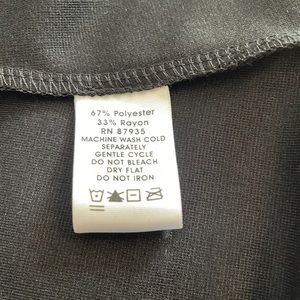 67% Polyester
33% Rayon
RN 87935
MACHINE WASH COLD
SEPARATELY
GENTLE CYCLE
DO NOT BLEACH
DRY FLAT
DO NOT IRON